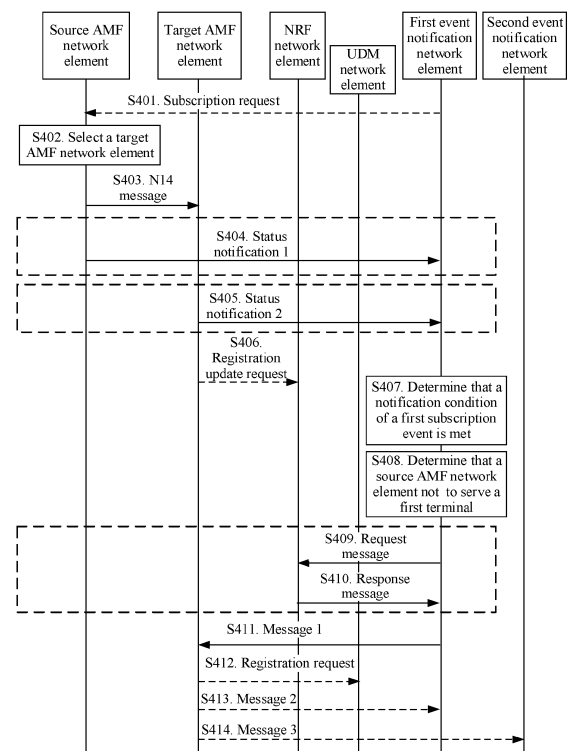 Source AMF
network
element
Target AMF
network
element
NRF
network
element
UDM
network
element
First event
notification
network
element
Second event
notification
network
element
S401. Subscription request
S402. Select a target
AMF network element
S403. N14
message
S404. Status
notification 1
S405. Status
notification 2
S406.
Registration
update request
S407. Determine that a
notification condition
of a first subscription
event is met
S408. Determine that a
source AMF network
element not to serve a
first terminal
S409. Request
message
S410. Response
message
S411. Message 1
S412. Registration request
S413. Message 2
S414. Message 3